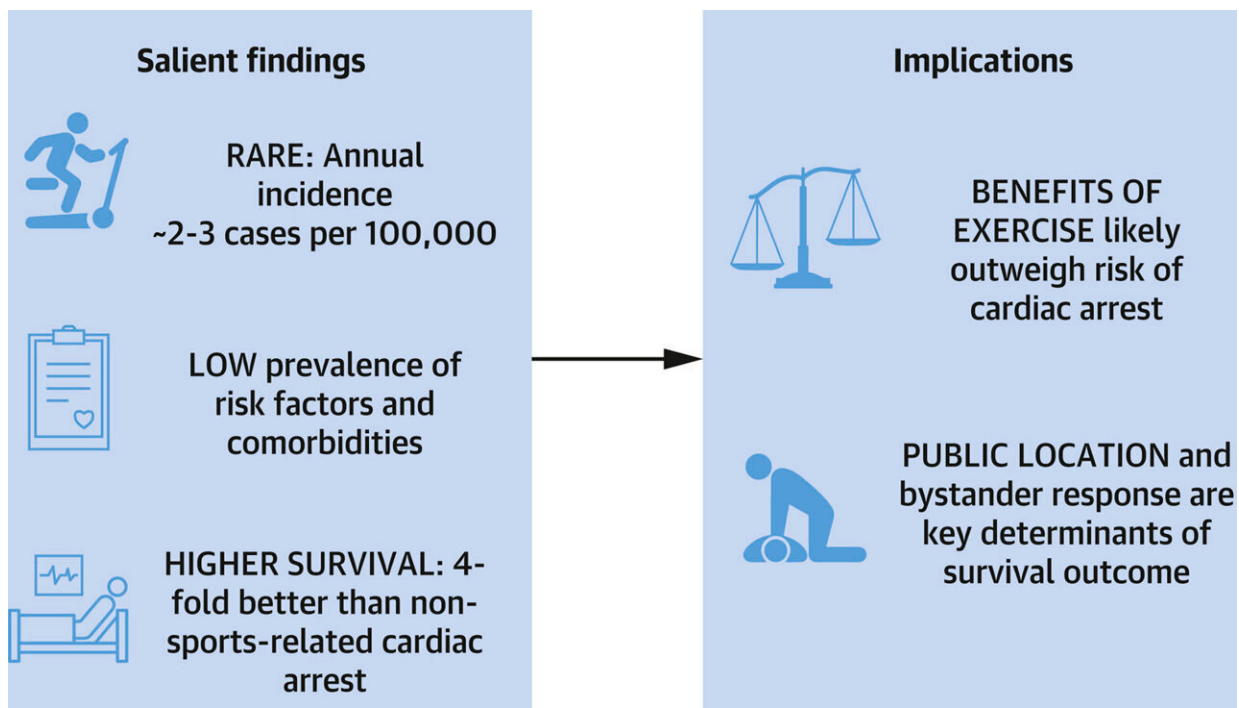 Salient findings
RARE: Annual
incidence
~2-3 cases per 100,000
LOW prevalence of
risk factors and
comorbidities
HIGHER SURVIVAL: 4-
fold better than non-
sports-related cardiac
arrest
Implications
BENEFITS OF
EXERCISE likely
outweigh risk of
cardiac arrest
PUBLIC LOCATION and
bystander response are
key determinants of
survival outcome